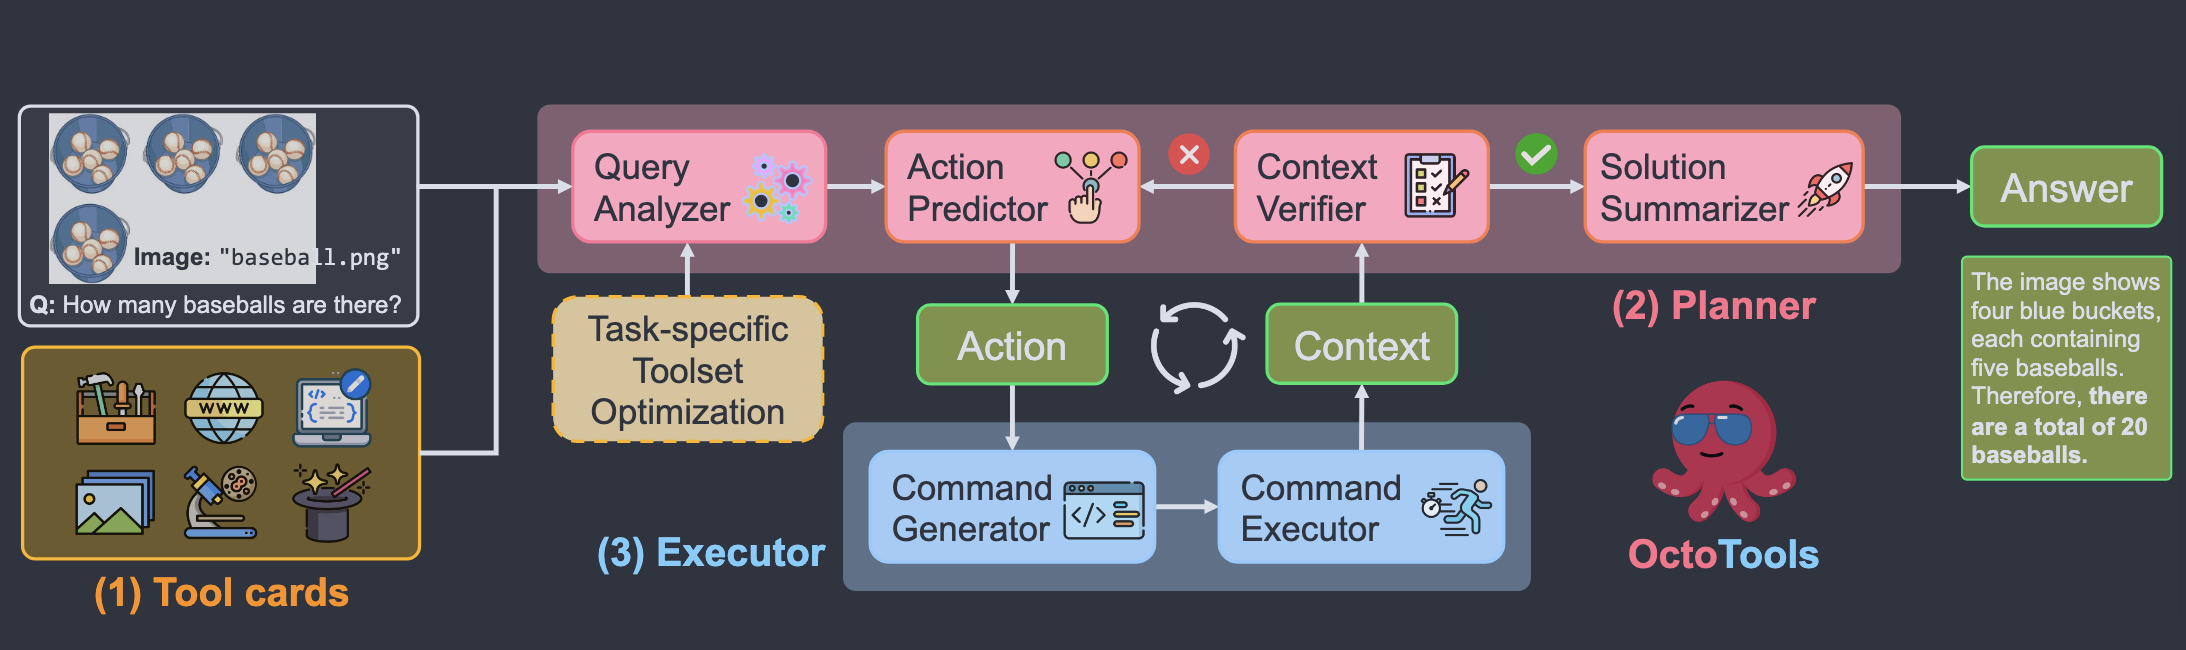 Image: "baseball.png"
Q: How many baseballs are there?
WWW
(1) Tool cards
Query
Analyzer
Action
Predictor
Context
Verifier
Solution
Summarizer
(2) Planner
Task-specific
Toolset
Optimization
Action
Context
Command
Generator
Command
Executor
(3) Executor
Answer
The image shows
four blue buckets,
each containing
five baseballs.
Therefore, there
are a total of 20
baseballs.
OctoTools